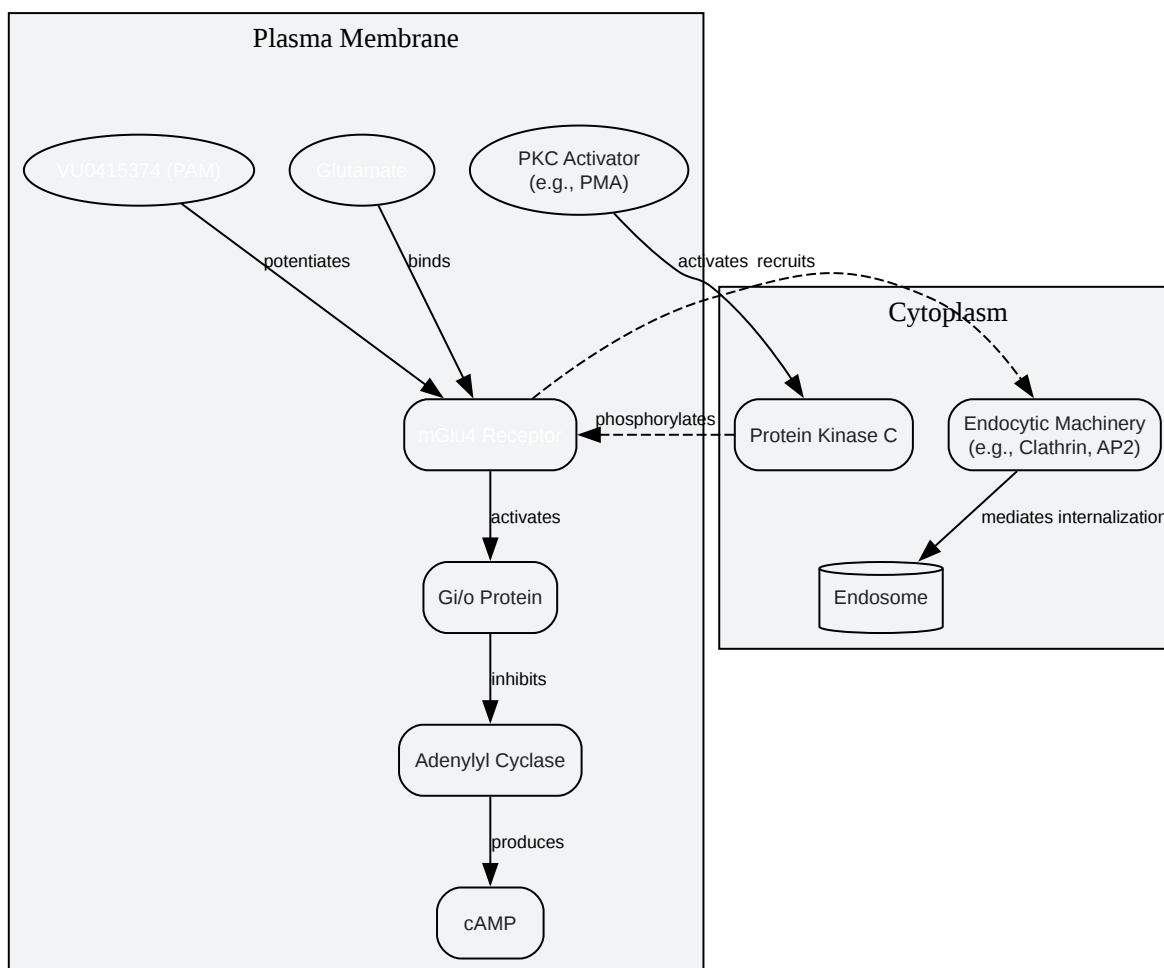 Plasma Membrane
VU0415374 (PAM)
Glutamate
PKC Activator
(e.g., PMA)
potentiates
binds
activates
recruits
Cytoplasm
mGlu4 Receptor
phosphorylates
Protein Kinase C
Endocytic Machinery
(e.g., Clathrin, AP2)
activates
mediates internalization
Gi/o Protein
Endosome
inhibits
Adenylyl Cyclase
produces
cAMP